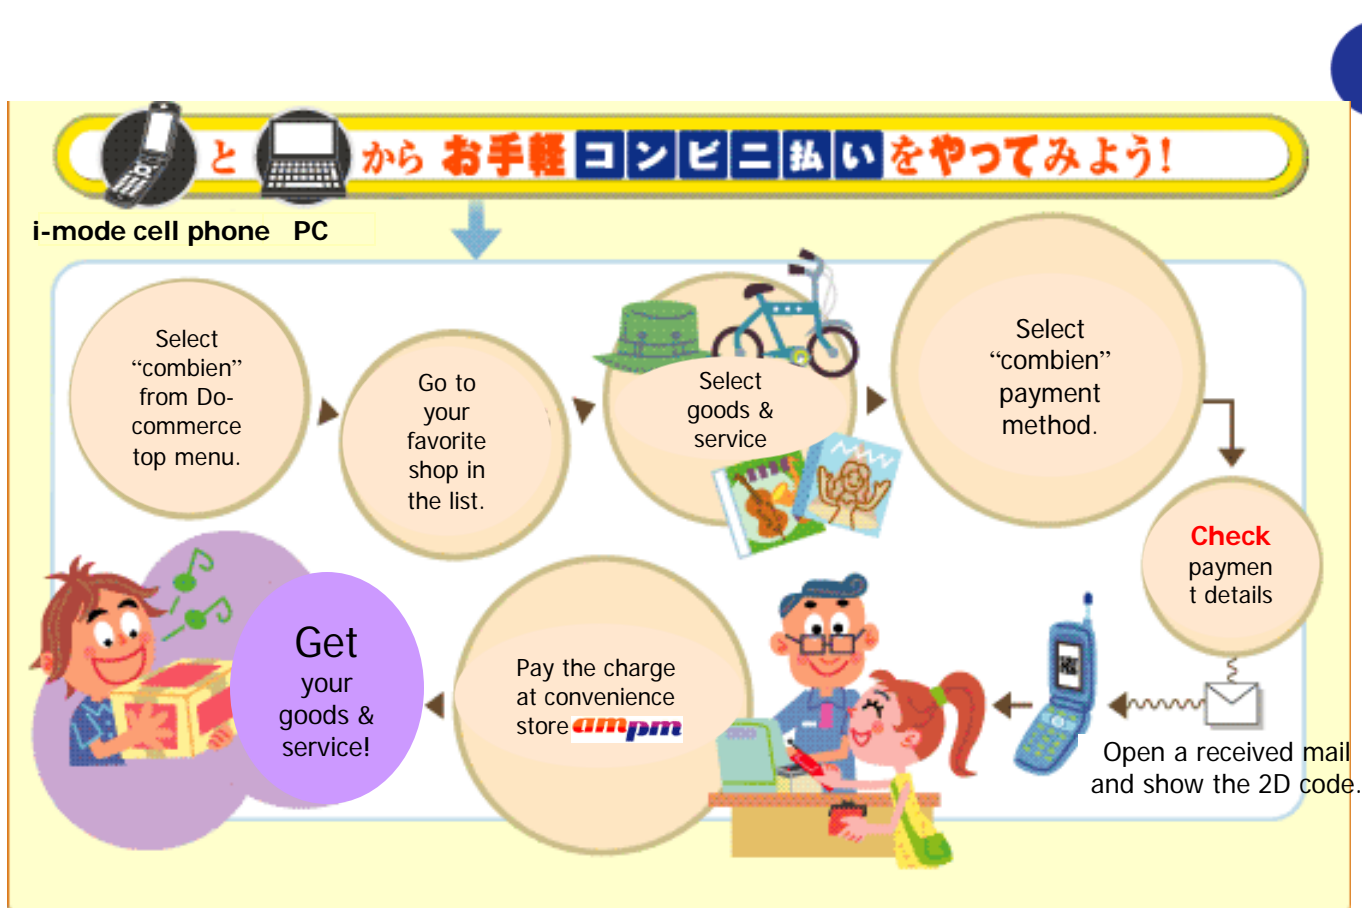 と から お手軽 コンビニ払い をやってみよう!
i-mode cell phone PC
Select
“combien”
from Do-
commerce
top menu.
Go to
your
favorite
shop in
the list.
Select
goods &
service
Select
“combien”
payment
method.
Check
paymen
t details
Open a received mail
and show the 2D code.
Pay the charge
at convenience
store ampm
Get
your
goods &
service!